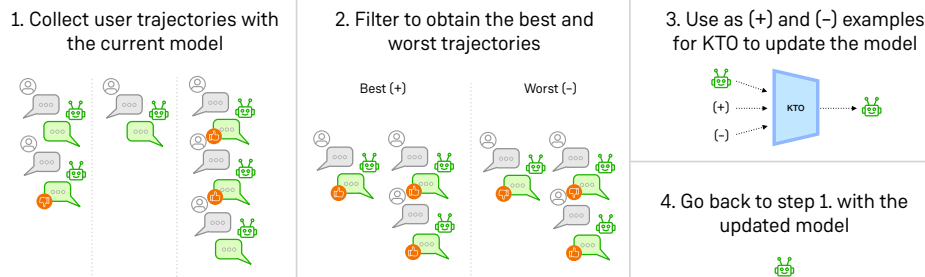 1. Collect user trajectories with
the current model
2. Filter to obtain the best and
worst trajectories
Best (+)
Worst (−)
3. Use as (+) and (−) examples
for KTO to update the model
(+)
(−)
KTO
4. Go back to step 1. with the
updated model